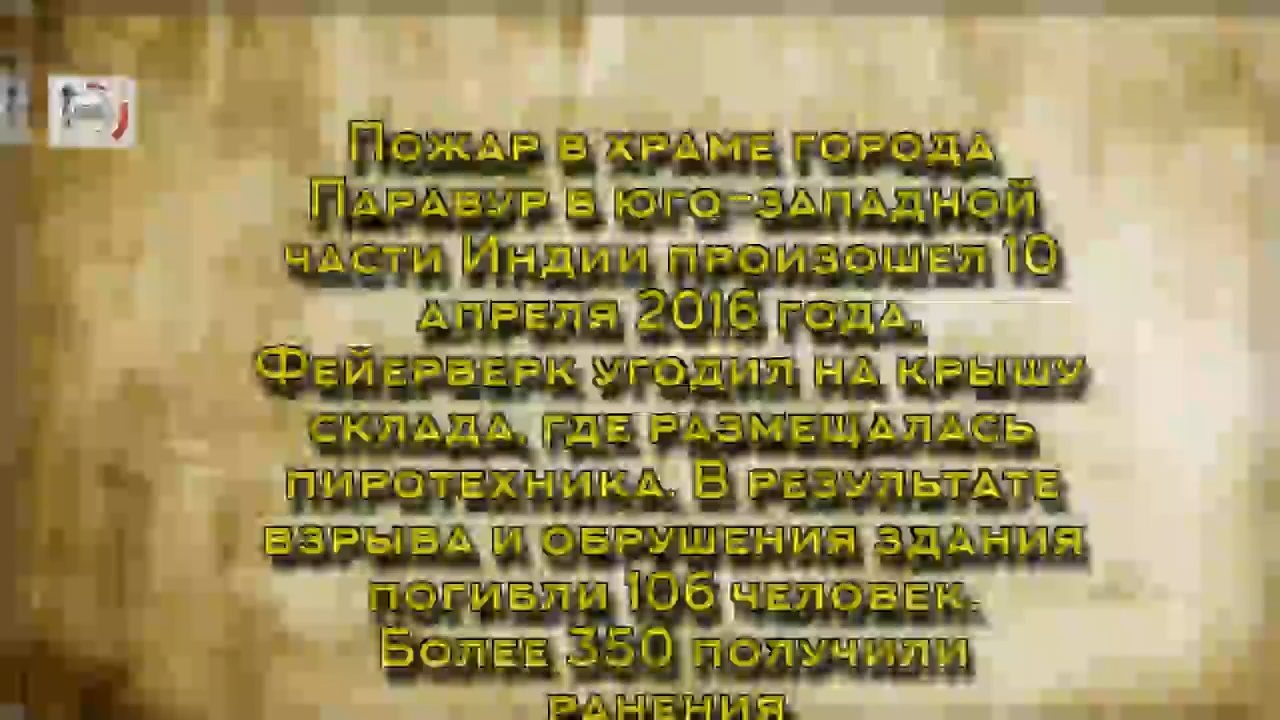 Пожар в храме города
Паравур в юго-западной
части Индии произошел 10
апреля 2016 года.
Фейерверк угодил на крышу
склада, где размещалась
пиротехника. В результате
взрыва и обрушения здания
погибли 106 человек.
Более 350 получили
ранения.